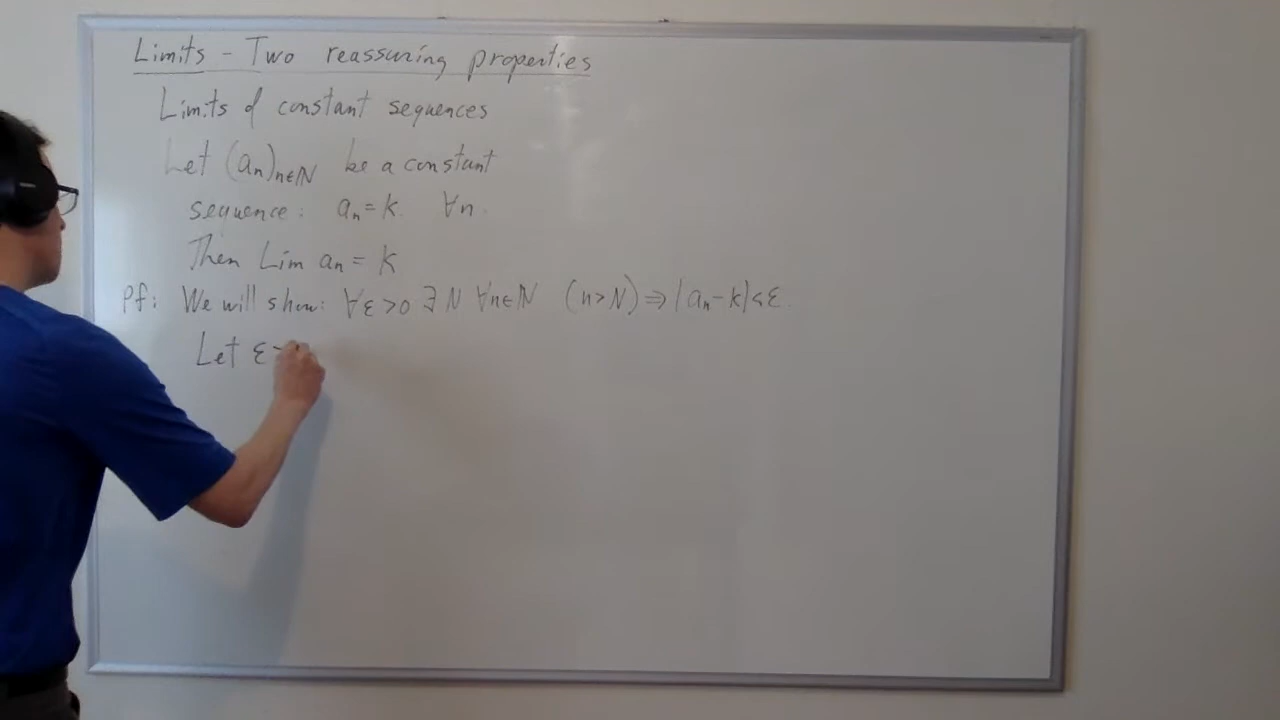 Limits - Two reassuring properties
Limits of constant sequences
Let (aₙ)ₙ∈ℕ be a constant
sequence: aₙ = k. ∀n.
Then Lim aₙ = k
Pf: We will show: ∀ε>0 ∃N ∀n∈ℕ (n>N) ⇒ |aₙ-k|<ε.
Let ε